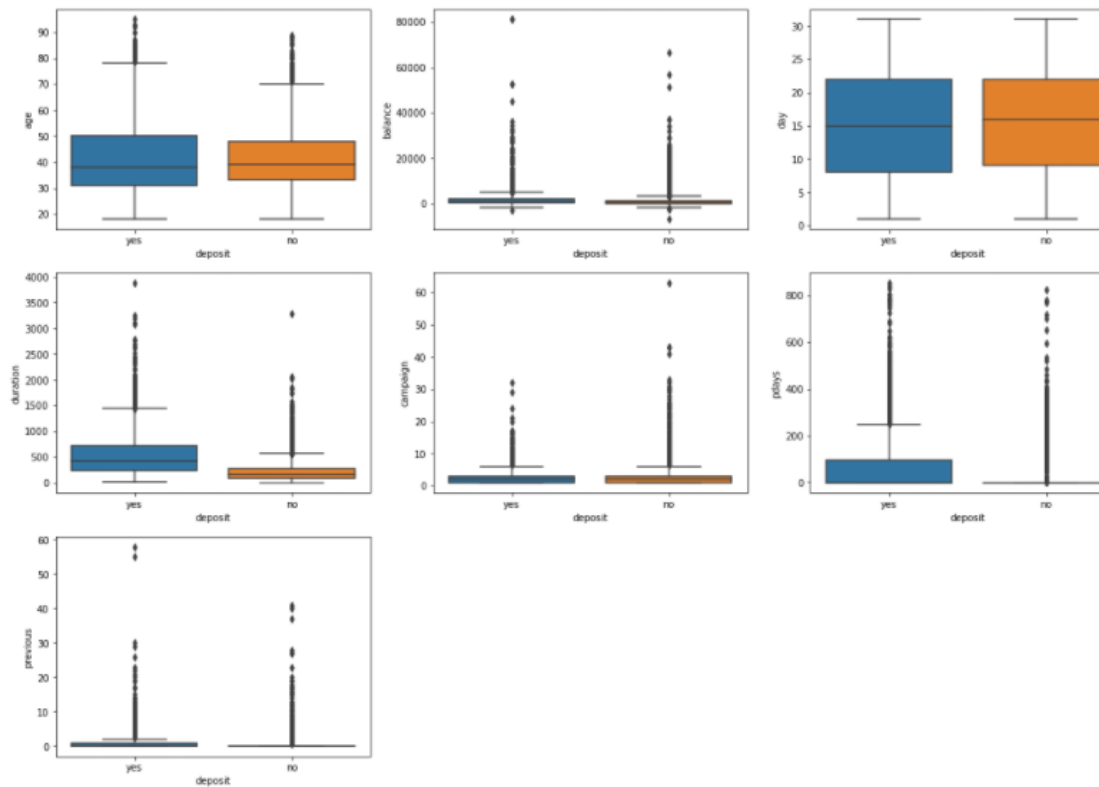 age
90
80
70
60
50
40
30
20
yes
no
deposit
balance
80000
60000
40000
20000
0
yes
no
deposit
day
30
25
20
15
10
5
0
yes
no
deposit
duration
4000
3500
3000
2500
2000
1500
1000
500
0
yes
no
deposit
campaign
60
50
40
30
20
10
0
yes
no
deposit
pdays
800
600
400
200
0
yes
no
deposit
previous
60
50
40
30
20
10
0
yes
no
deposit